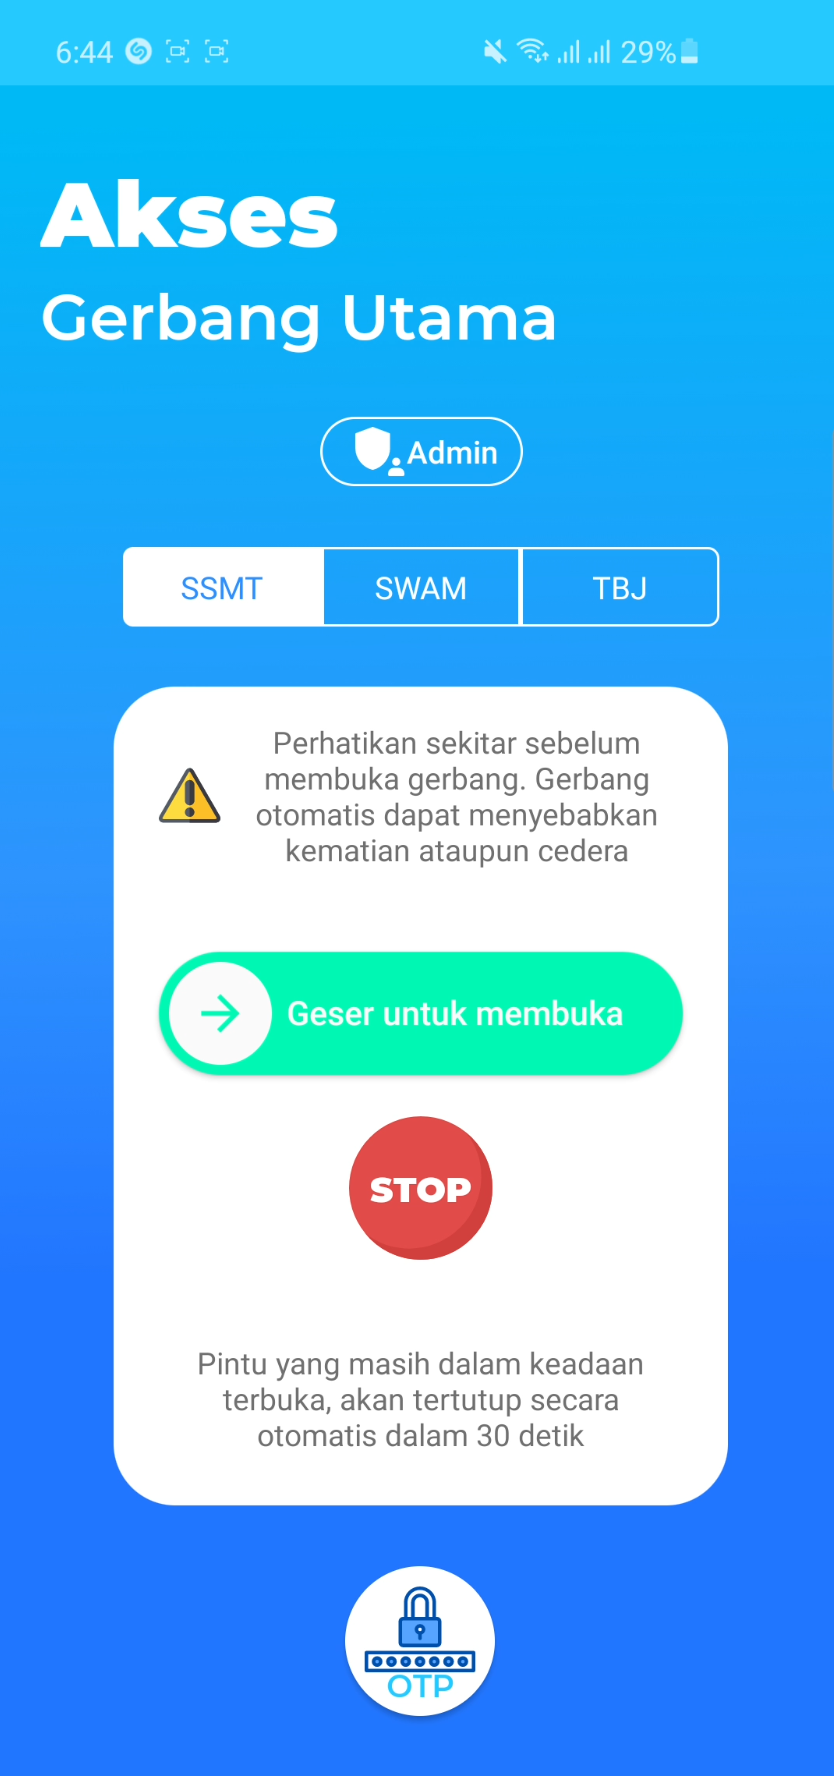 6:44
29%
Akses
Gerbang Utama
Admin
SSMT SWAM TBJ
Perhatikan sekitar sebelum
membuka gerbang. Gerbang
otomatis dapat menyebabkan
kematian ataupun cedera
Geser untuk membuka
STOP
Pintu yang masih dalam keadaan
terbuka, akan tertutup secara
otomatis dalam 30 detik
OTP